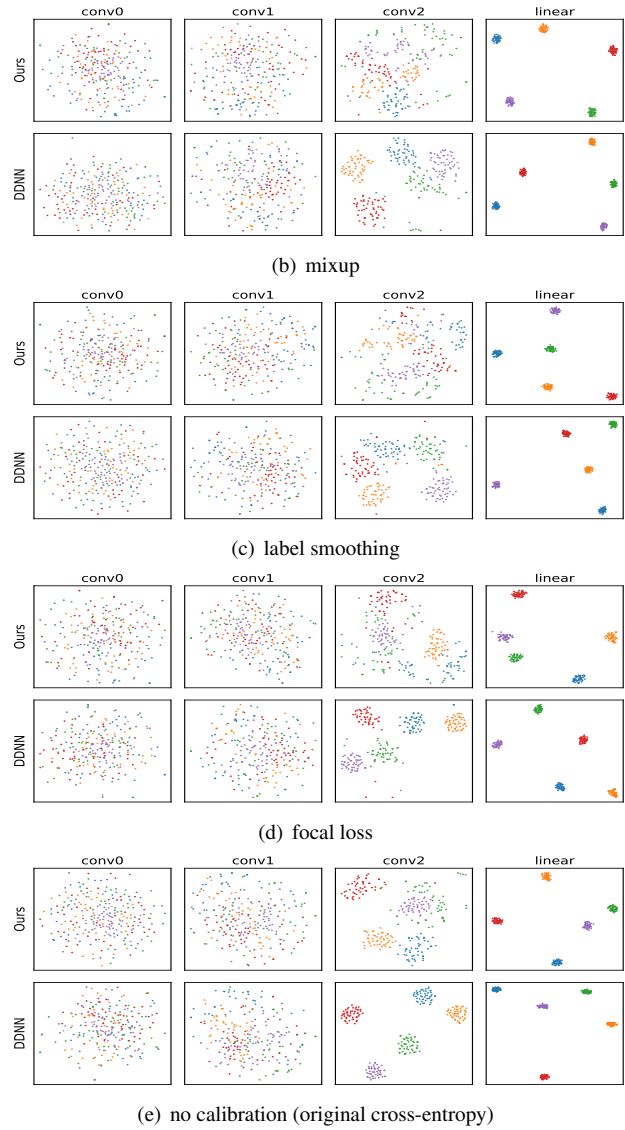 conv0 conv1 conv2 linear
Ours
DDNN
(b) mixup
conv0 conv1 conv2 linear
Ours
DDNN
(c) label smoothing
conv0 conv1 conv2 linear
Ours
DDNN
(d) focal loss
conv0 conv1 conv2 linear
Ours
DDNN
(e) no calibration (original cross-entropy)